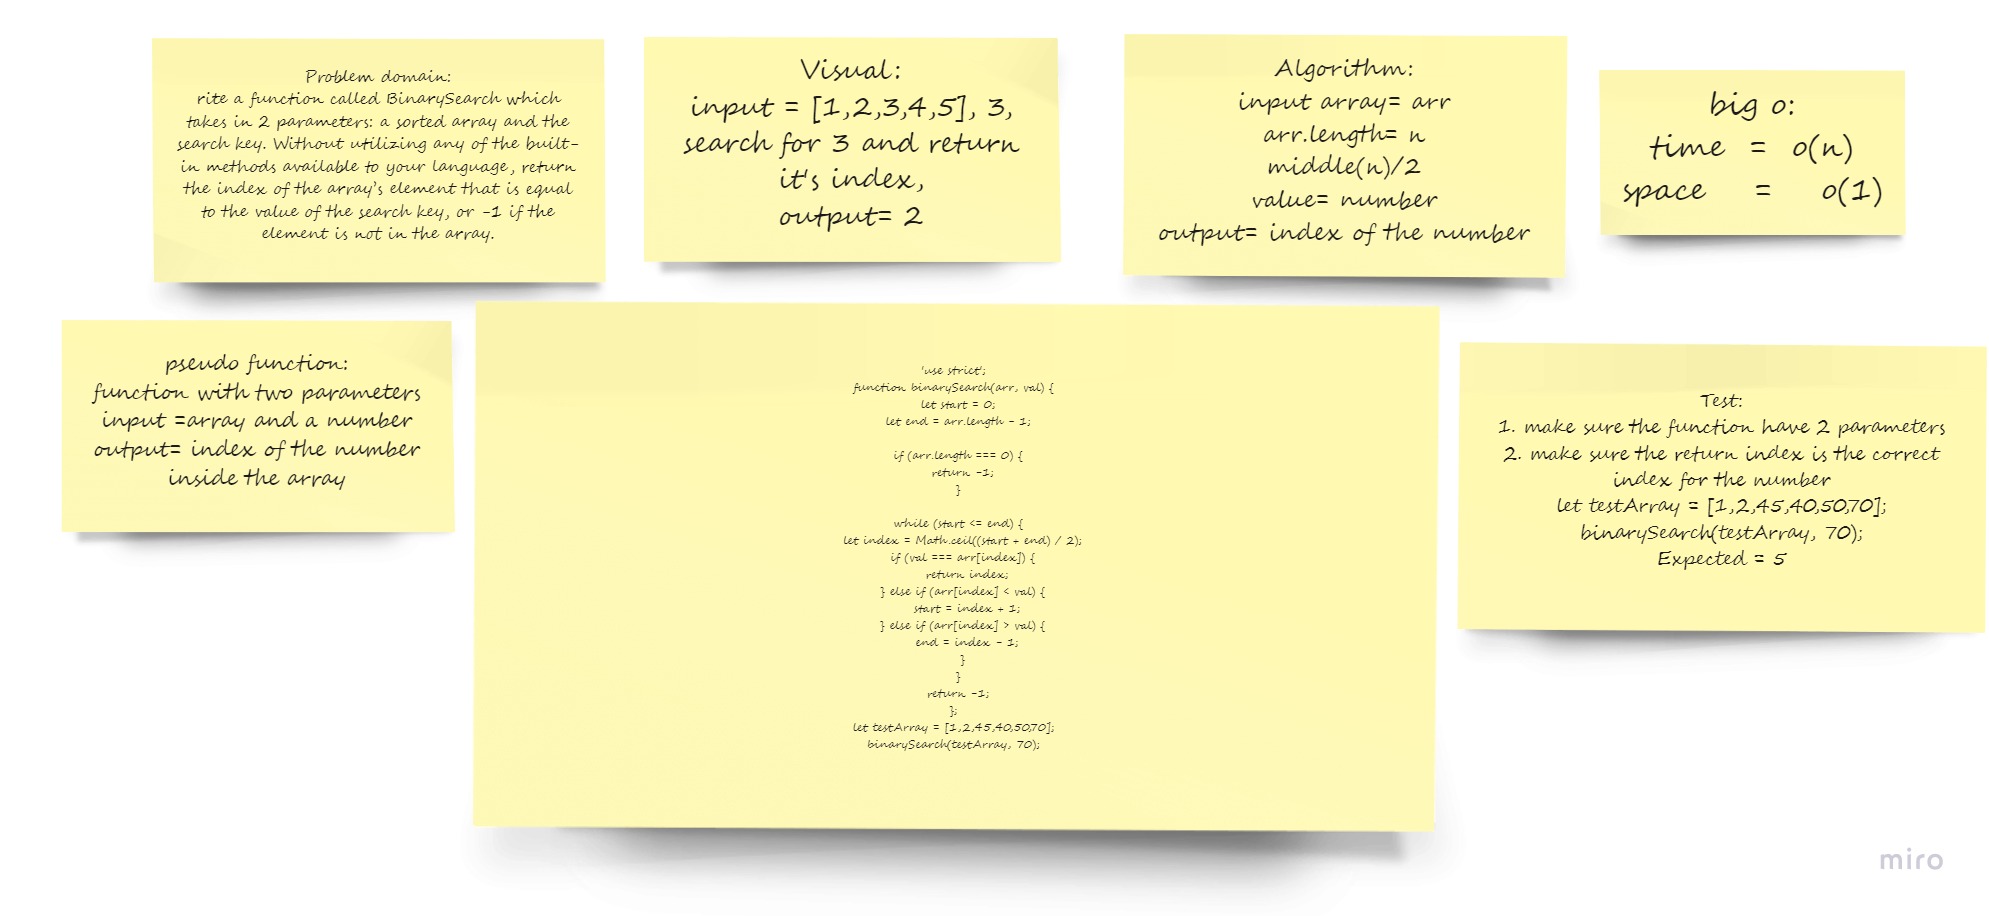 Problem domain:
rite a function called BinarySearch which
takes in 2 parameters: a sorted array and the
search key. Without utilizing any of the built-
in methods available to your language, return
the index of the array's element that is equal
to the value of the search key, or -1 if the
element is not in the array.
Visual:
input = [1,2,3,4,5], 3,
search for 3 and return
it's index,
output= 2
Algorithm:
input array= arr
arr.length= n
middle(n)/2
value= number
output= index of the number
big o:
time = o(n)
space = o(1)
pseudo function:
function with two parameters
input =array and a number
output= index of the number
inside the array
'use strict';
function binarySearch(arr, val) {
let start = 0;
let end = arr.length - 1;
if (arr.length === 0) {
return -1;
}
while (start <= end) {
let index = Math.ceil((start + end) / 2);
if (val === arr[index]) {
return index;
} else if (arr[index] < val) {
start = index + 1;
} else if (arr[index] > val) {
end = index - 1;
}
}
return -1;
};
let testArray = [1,2,45,40,50,70];
binarySearch(testArray, 70);
Test:
1. make sure the function have 2 parameters
2. make sure the return index is the correct
index for the number
let testArray = [1,2,45,40,50,70];
binarySearch(testArray, 70);
Expected = 5
miro